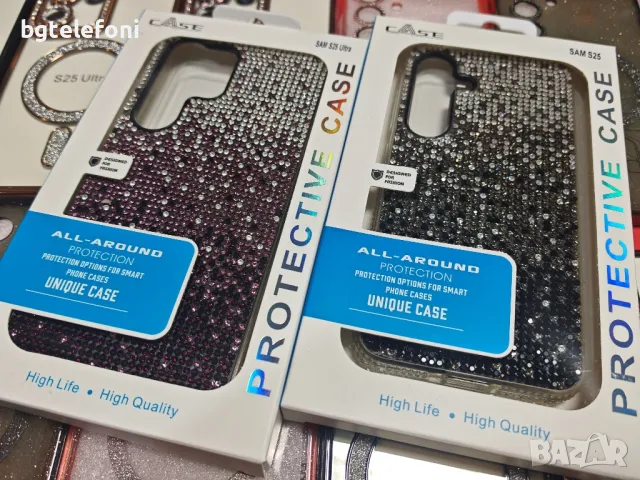 bgtelefoni
S25 Ultra
CASE
SAM S25 Ultra
PROTECTIVE CASE
DESIGNED
FOR
FASHION
ALL-AROUND
PROTECTION
PROTECTION OPTIONS FOR SMART
PHONE CASES
UNIQUE CASE
High Life • High Quality
CASE
SAM S25
PROTECTIVE CASE
DESIGNED
FOR
FASHION
ALL-AROUND
PROTECTION
PROTECTION OPTIONS FOR SMART
PHONE CASES
UNIQUE CASE
High Life • High Quality
BAZAR
bg